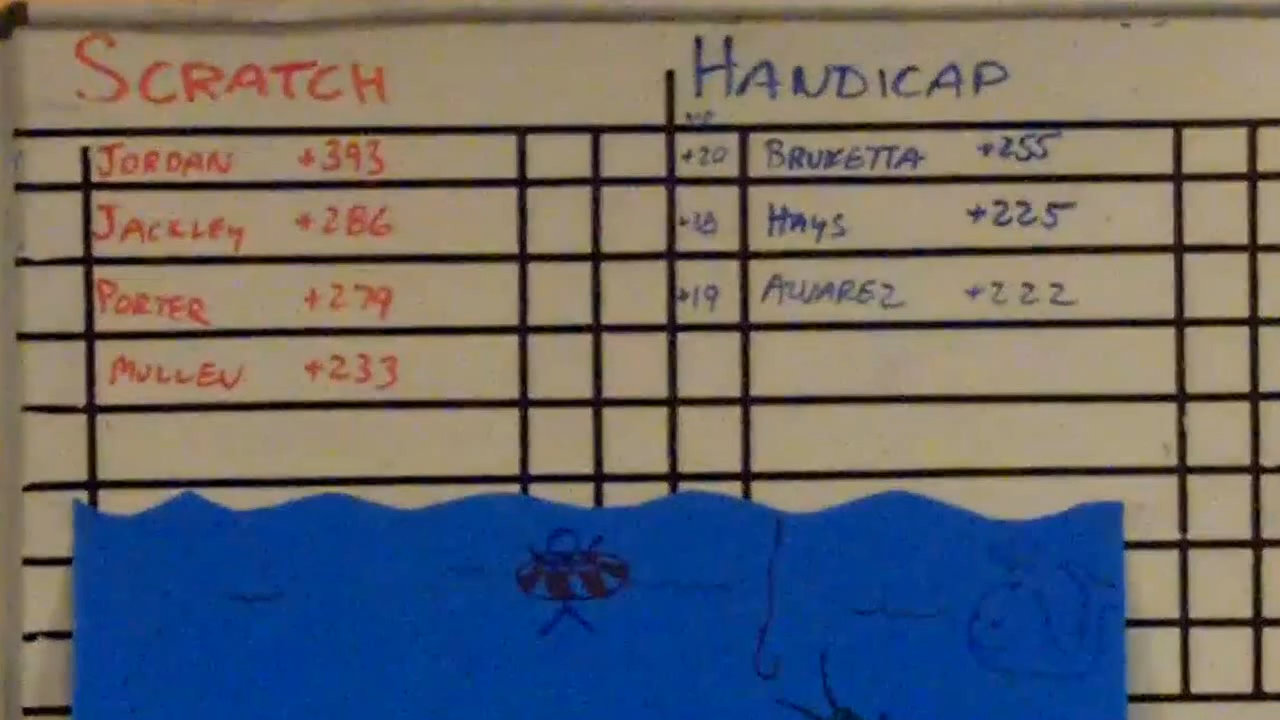 SCRATCH
HANDICAP
JORDAN +393
+20 BRUKETTA +255
JACKLEY +286
HAYS +225
PORTER +279
+19 ALVAREZ +222
MULLEN +233